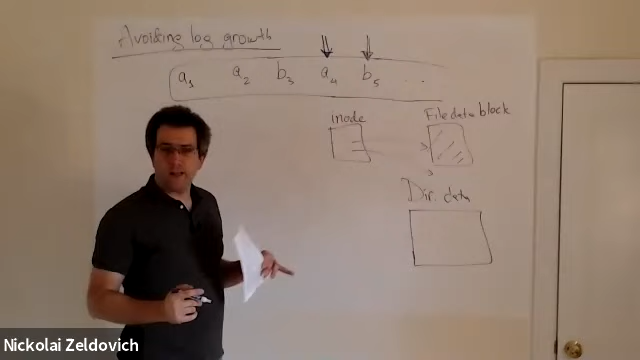 Avoiding log growth
a1 a2 b3 a4 b5 ...
inode File data block
Dir. data
Nickolai Zeldovich